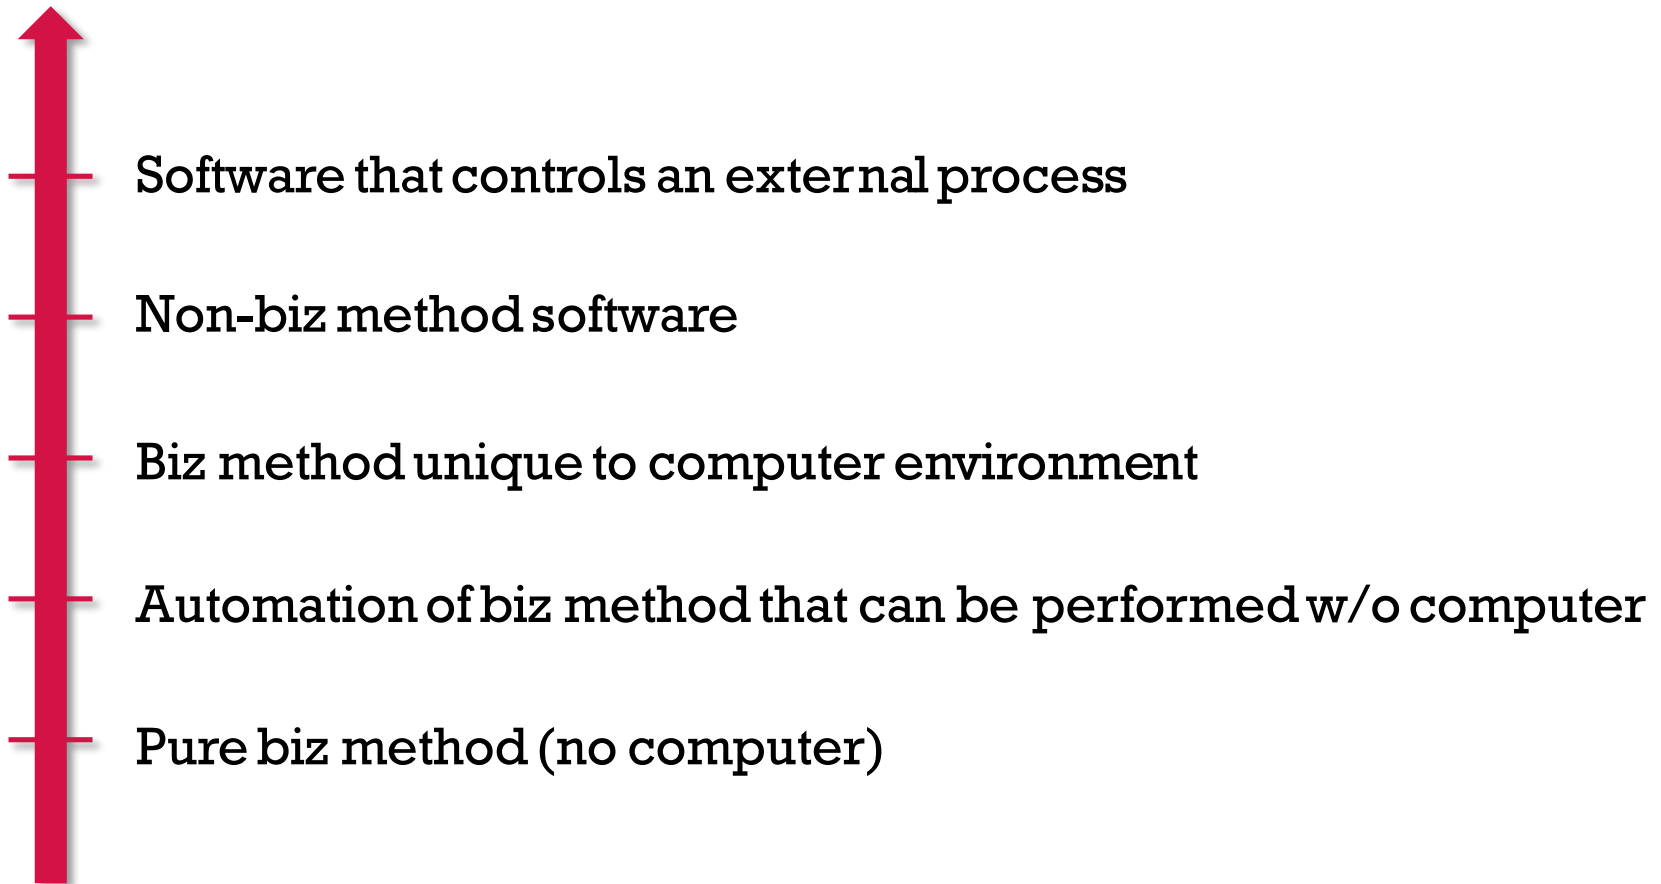 Software that controls an external process
Non-biz method software
Biz method unique to computer environment
Automation of biz method that can be performed w/o computer
Pure biz method (no computer)